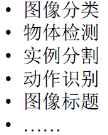 • 图像分类
• 物体检测
• 实例分割
• 动作识别
• 图像标题
• ……